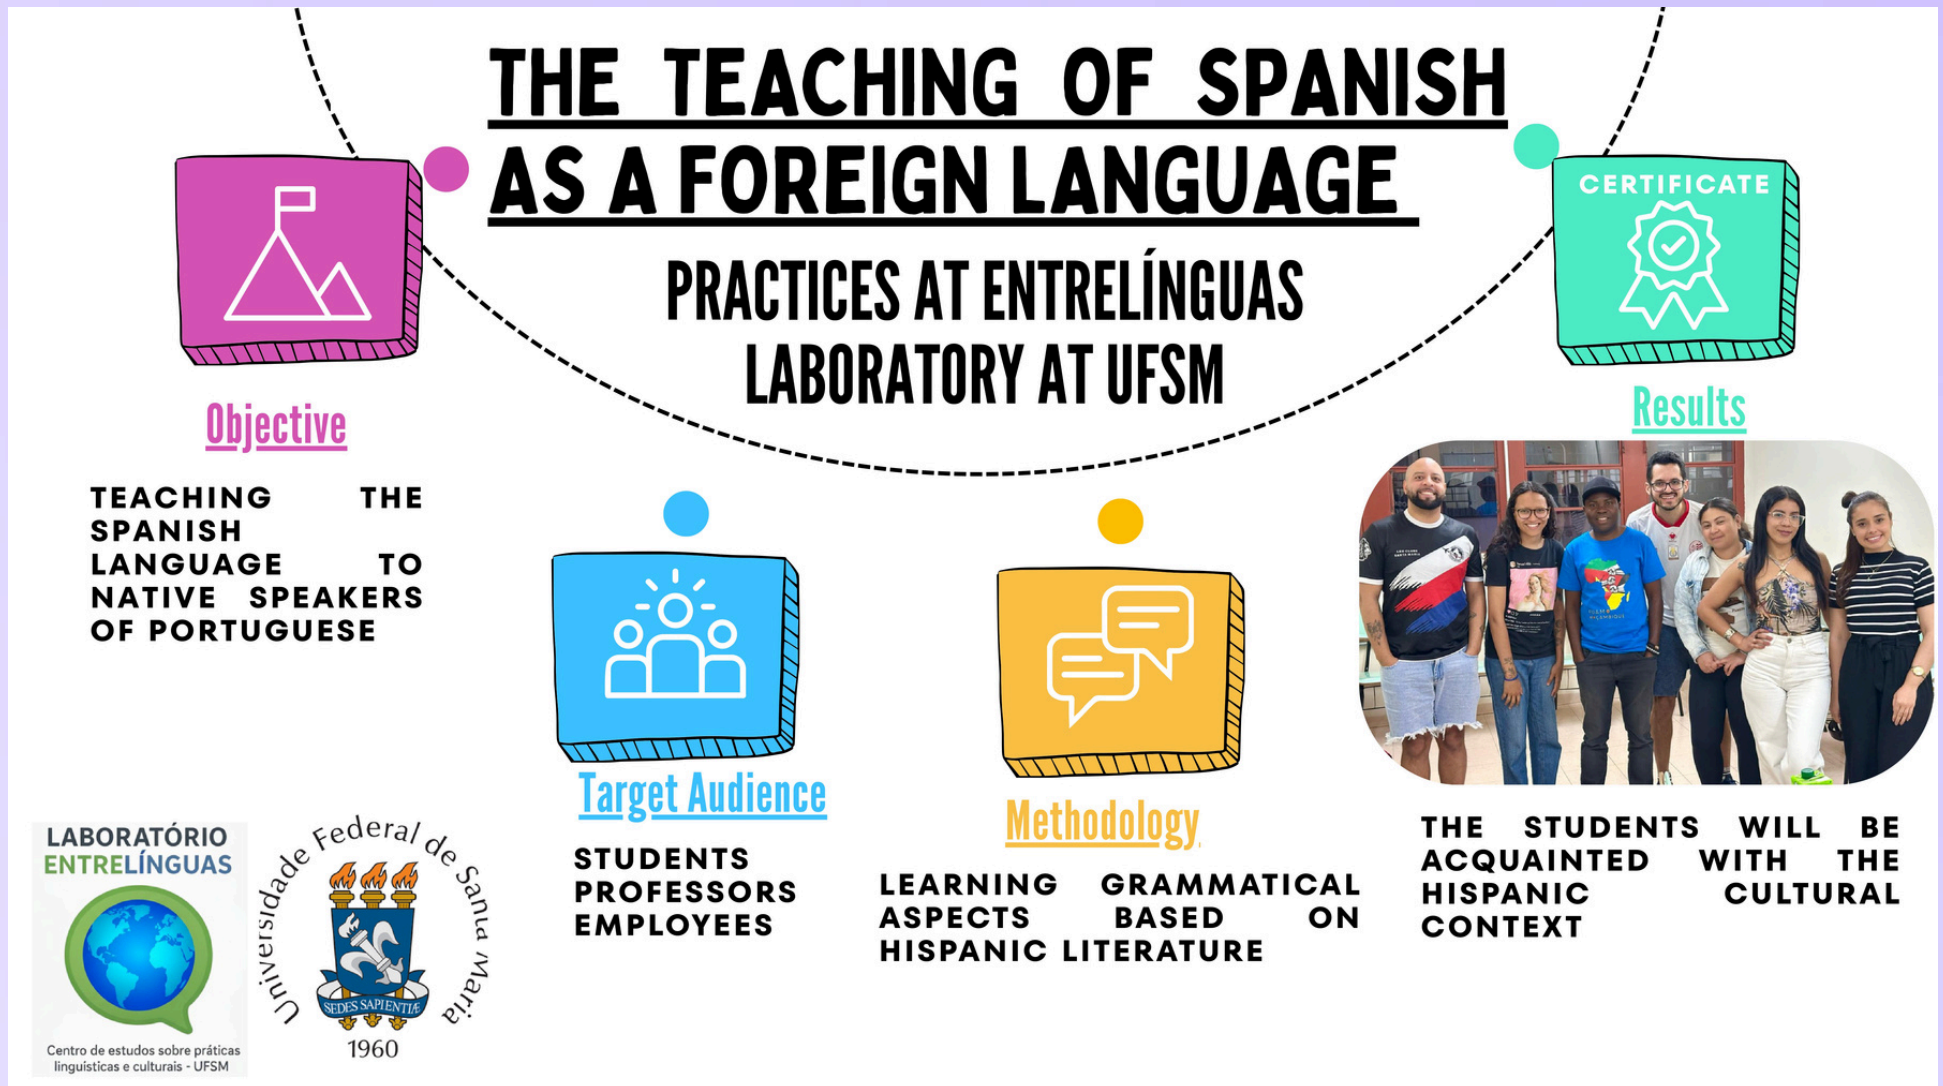 THE TEACHING OF SPANISH
AS A FOREIGN LANGUAGE
PRACTICES AT ENTRELÍNGUAS
LABORATORY AT UFSM
Objective
TEACHING THE
SPANISH
LANGUAGE TO
NATIVE SPEAKERS
OF PORTUGUESE
Target Audience
STUDENTS
PROFESSORS
EMPLOYEES
Methodology
LEARNING GRAMMATICAL
ASPECTS BASED ON
HISPANIC LITERATURE
CERTIFICATE
Results
THE STUDENTS WILL BE
ACQUAINTED WITH THE
HISPANIC CULTURAL
CONTEXT
LABORATÓRIO
ENTRELÍNGUAS
Centro de estudos sobre práticas
linguísticas e culturais - UFSM
Universidade Federal de Santa Maria
SEDES SAPIENTIÆ
1960